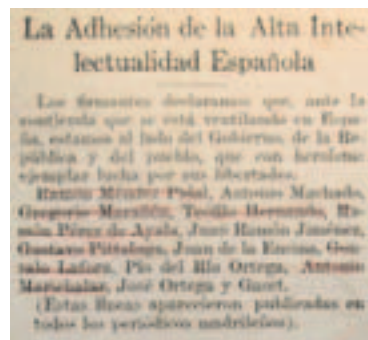 La Adhesión de la Alta Inte-
lectualidad Española
Los firmantes declaramos que, ante la
contienda que se está ventilando en Espa-
ña, estamos al lado del Gobierno, de la Re-
pública y del pueblo, que con heroísmo
ejemplar lucha por sus libertades.
Ramón Menéndez Pidal, Antonio Machado,
Gregorio Marañón, Teófilo Hernando, Ra-
món Pérez de Ayala, Juan Ramón Jiménez,
Gustavo Pittaluga, Juan de la Encina, Gon-
zalo Lafora, Pío del Río Ortega, Antonio
Marichalar, José Ortega y Gasset.
(Estas líneas aparecieron publicadas en
todos los periódicos madrileños).